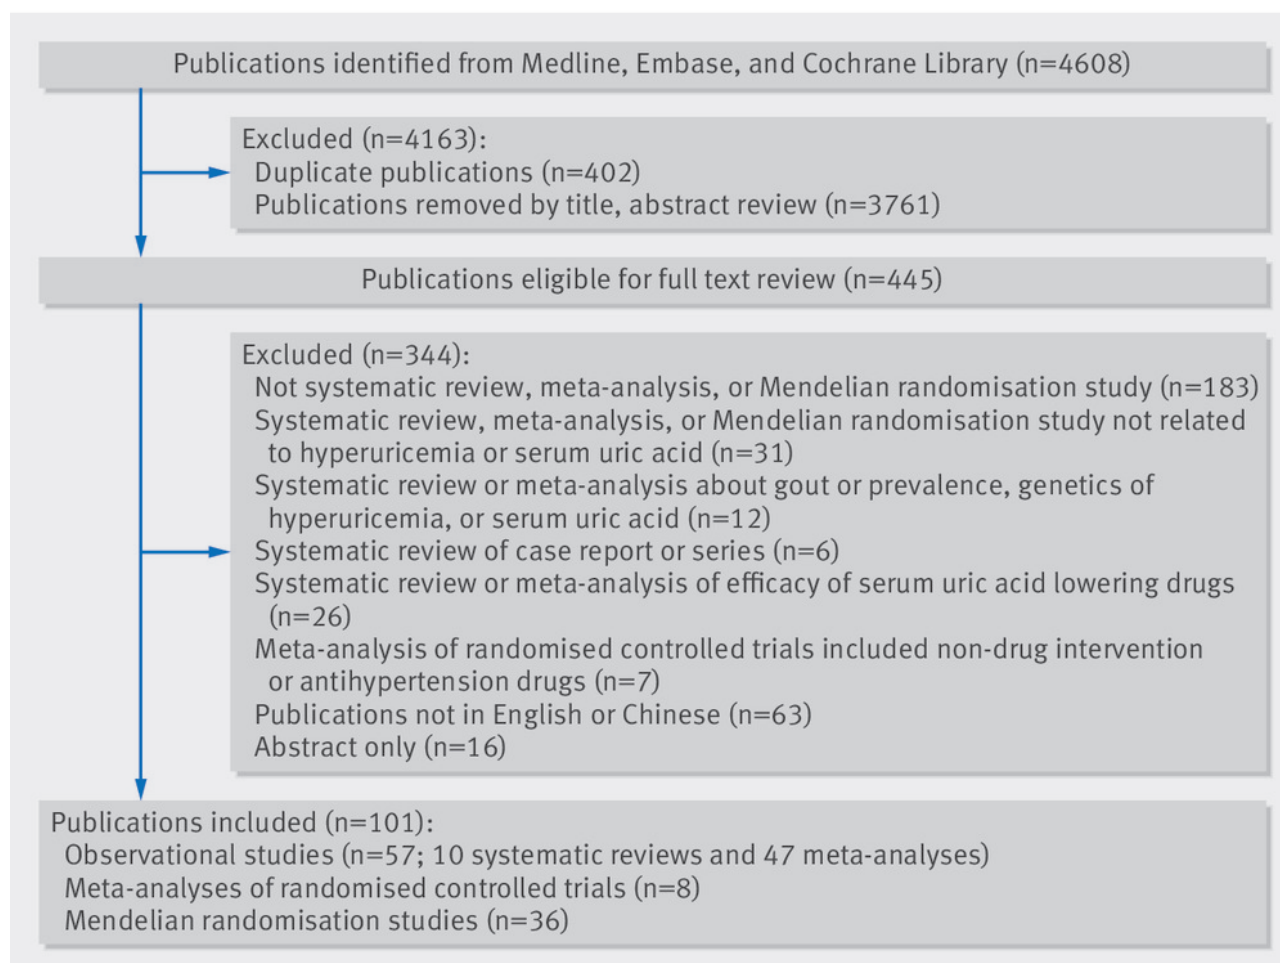 Publications identified from Medline, Embase, and Cochrane Library (n=4608)
Excluded (n=4163):
Duplicate publications (n=402)
Publications removed by title, abstract review (n=3761)
Publications eligible for full text review (n=445)
Excluded (n=344):
Not systematic review, meta-analysis, or Mendelian randomisation study (n=183)
Systematic review, meta-analysis, or Mendelian randomisation study not related
to hyperuricemia or serum uric acid (n=31)
Systematic review or meta-analysis about gout or prevalence, genetics of
hyperuricemia, or serum uric acid (n=12)
Systematic review of case report or series (n=6)
Systematic review or meta-analysis of efficacy of serum uric acid lowering drugs
(n=26)
Meta-analysis of randomised controlled trials included non-drug intervention
or antihypertension drugs (n=7)
Publications not in English or Chinese (n=63)
Abstract only (n=16)
Publications included (n=101):
Observational studies (n=57; 10 systematic reviews and 47 meta-analyses)
Meta-analyses of randomised controlled trials (n=8)
Mendelian randomisation studies (n=36)